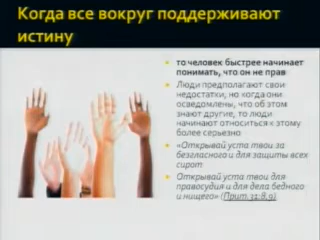 Когда все вокруг поддерживают
истину
то человек быстрее начинает
понимать, что он не прав
Люди предполагают свои
недостатки, но когда они
осведомлены, что об этом
знают другие, то люди
начинают относиться к этому
более серьезно
«Открывай уста твои за
безгласного и для защиты всех
сирот
Открывай уста твои для
правосудия и для дела бедного
и нищего» (Прит.31:8,9)